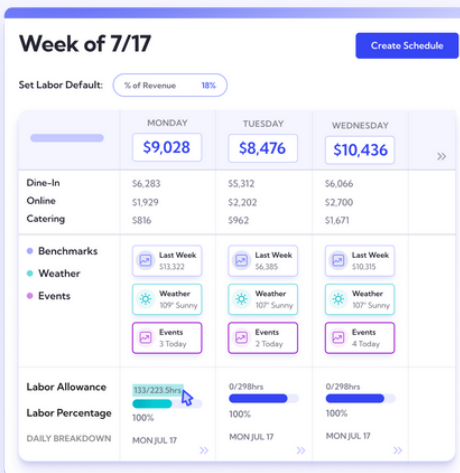 Week of 7/17
Create Schedule
Set Labor Default: % of Revenue 18%
MONDAY TUESDAY WEDNESDAY
$9,028 $8,476 $10,436
»
Dine-In $6,283 $5,312 $6,066
Online $1,929 $2,202 $2,700
Catering $816 $962 $1,671
Benchmarks
Weather
Events
Last Week Last Week Last Week
$13,322 $6,385 $10,315
Weather Weather Weather
109° Sunny 107° Sunny 107° Sunny
Events Events Events
3 Today 2 Today 4 Today
Labor Allowance 133/223.5hrs 0/298hrs 0/298hrs
Labor Percentage 100% 100% 100%
DAILY BREAKDOWN MON JUL 17 MON JUL 17 MON JUL 17
» » »